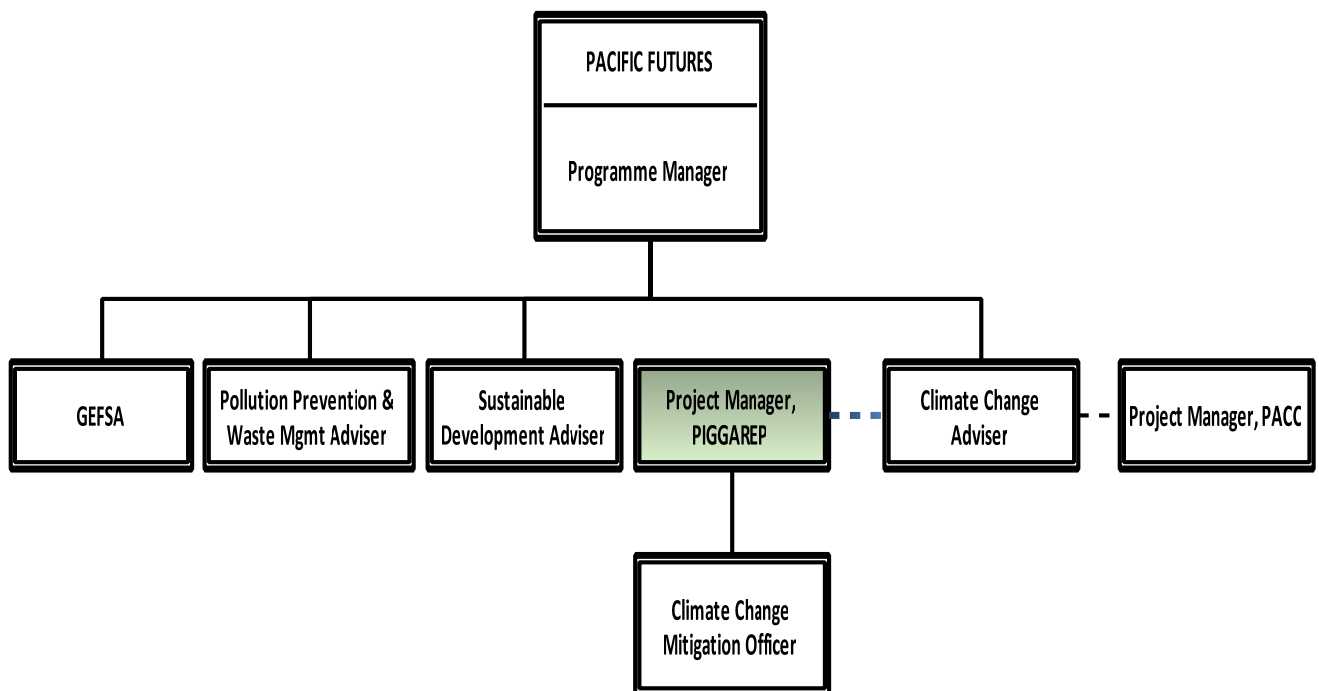 PACIFIC FUTURES
Programme Manager
GEFSA
Pollution Prevention &
Waste Mgmt Adviser
Sustainable
Development Adviser
Project Manager,
PIGGAREP
Climate Change
Adviser
Project Manager, PACC
Climate Change
Mitigation Officer